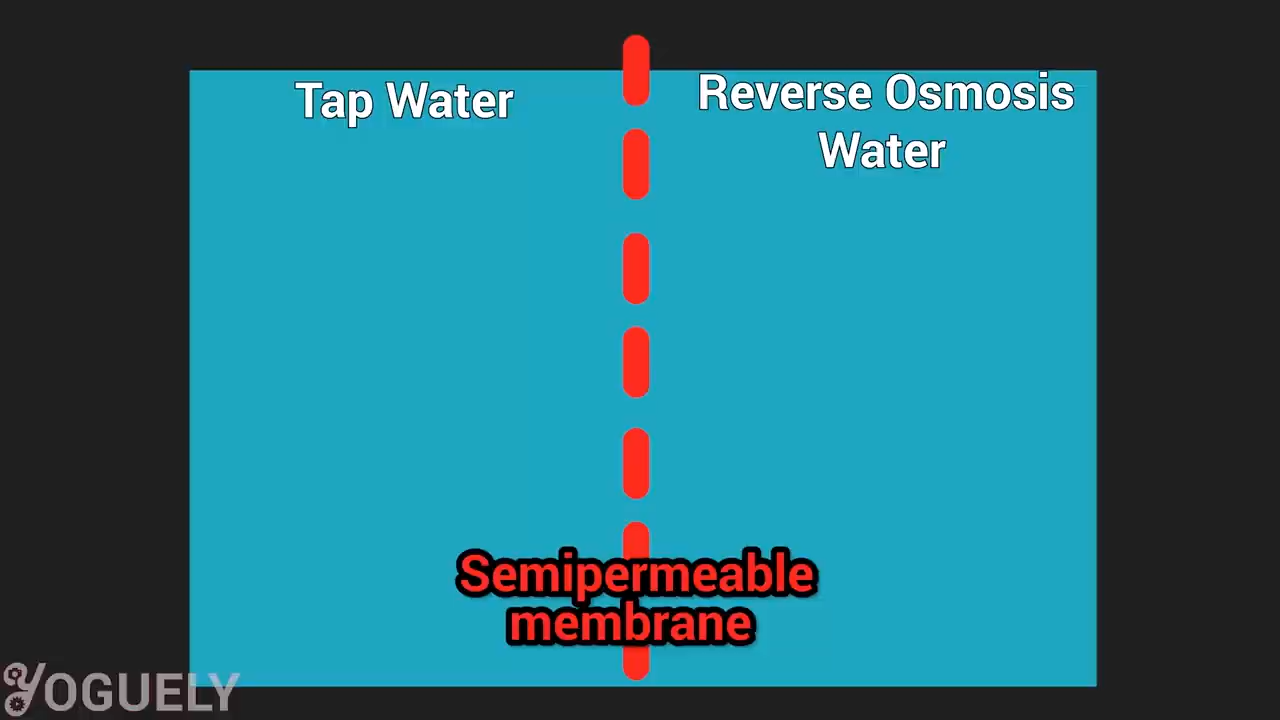 Tap Water
Reverse Osmosis
Water
Semipermeable
membrane
YOGUELY